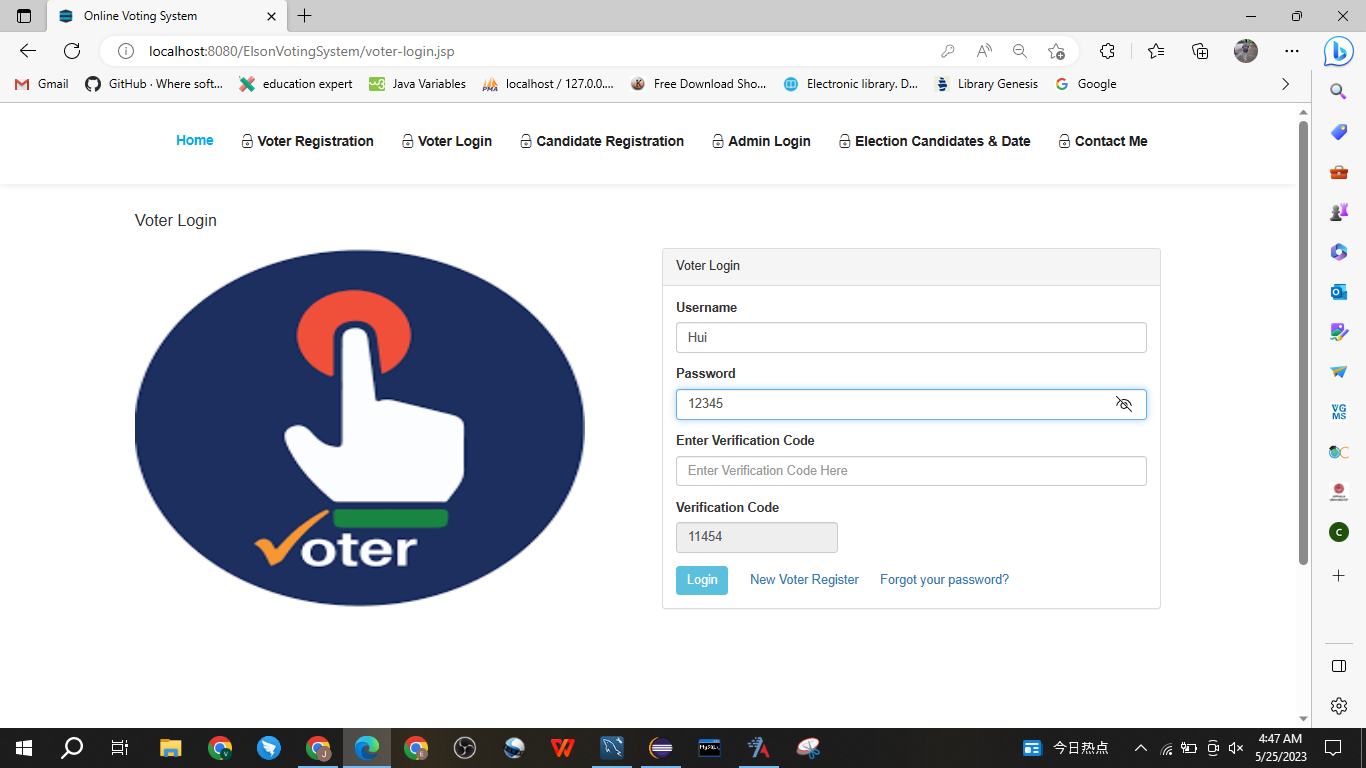 Online Voting System
localhost:8080/ElsonVotingSystem/voter-login.jsp
Gmail GitHub · Where soft... education expert Java Variables localhost / 127.0.0.... Free Download Sho... Electronic library. D... Library Genesis Google
Home Voter Registration Voter Login Candidate Registration Admin Login Election Candidates & Date Contact Me
Voter Login
Voter Login
Username
Hui
Password
12345
Enter Verification Code
Enter Verification Code Here
Verification Code
11454
Login New Voter Register Forgot your password?
Voter
VG
MS
C
今日热点
4:47 AM
5/25/2023